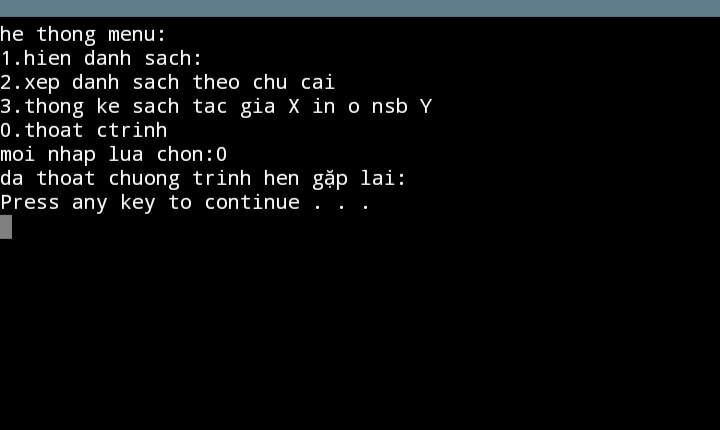 he thong menu:
1.hien danh sach:
2.xep danh sach theo chu cai
3.thong ke sach tac gia X in o nsb Y
0.thoat ctrinh
moi nhap lua chon:0
da thoat chuong trinh hen gặp lai:
Press any key to continue . . .